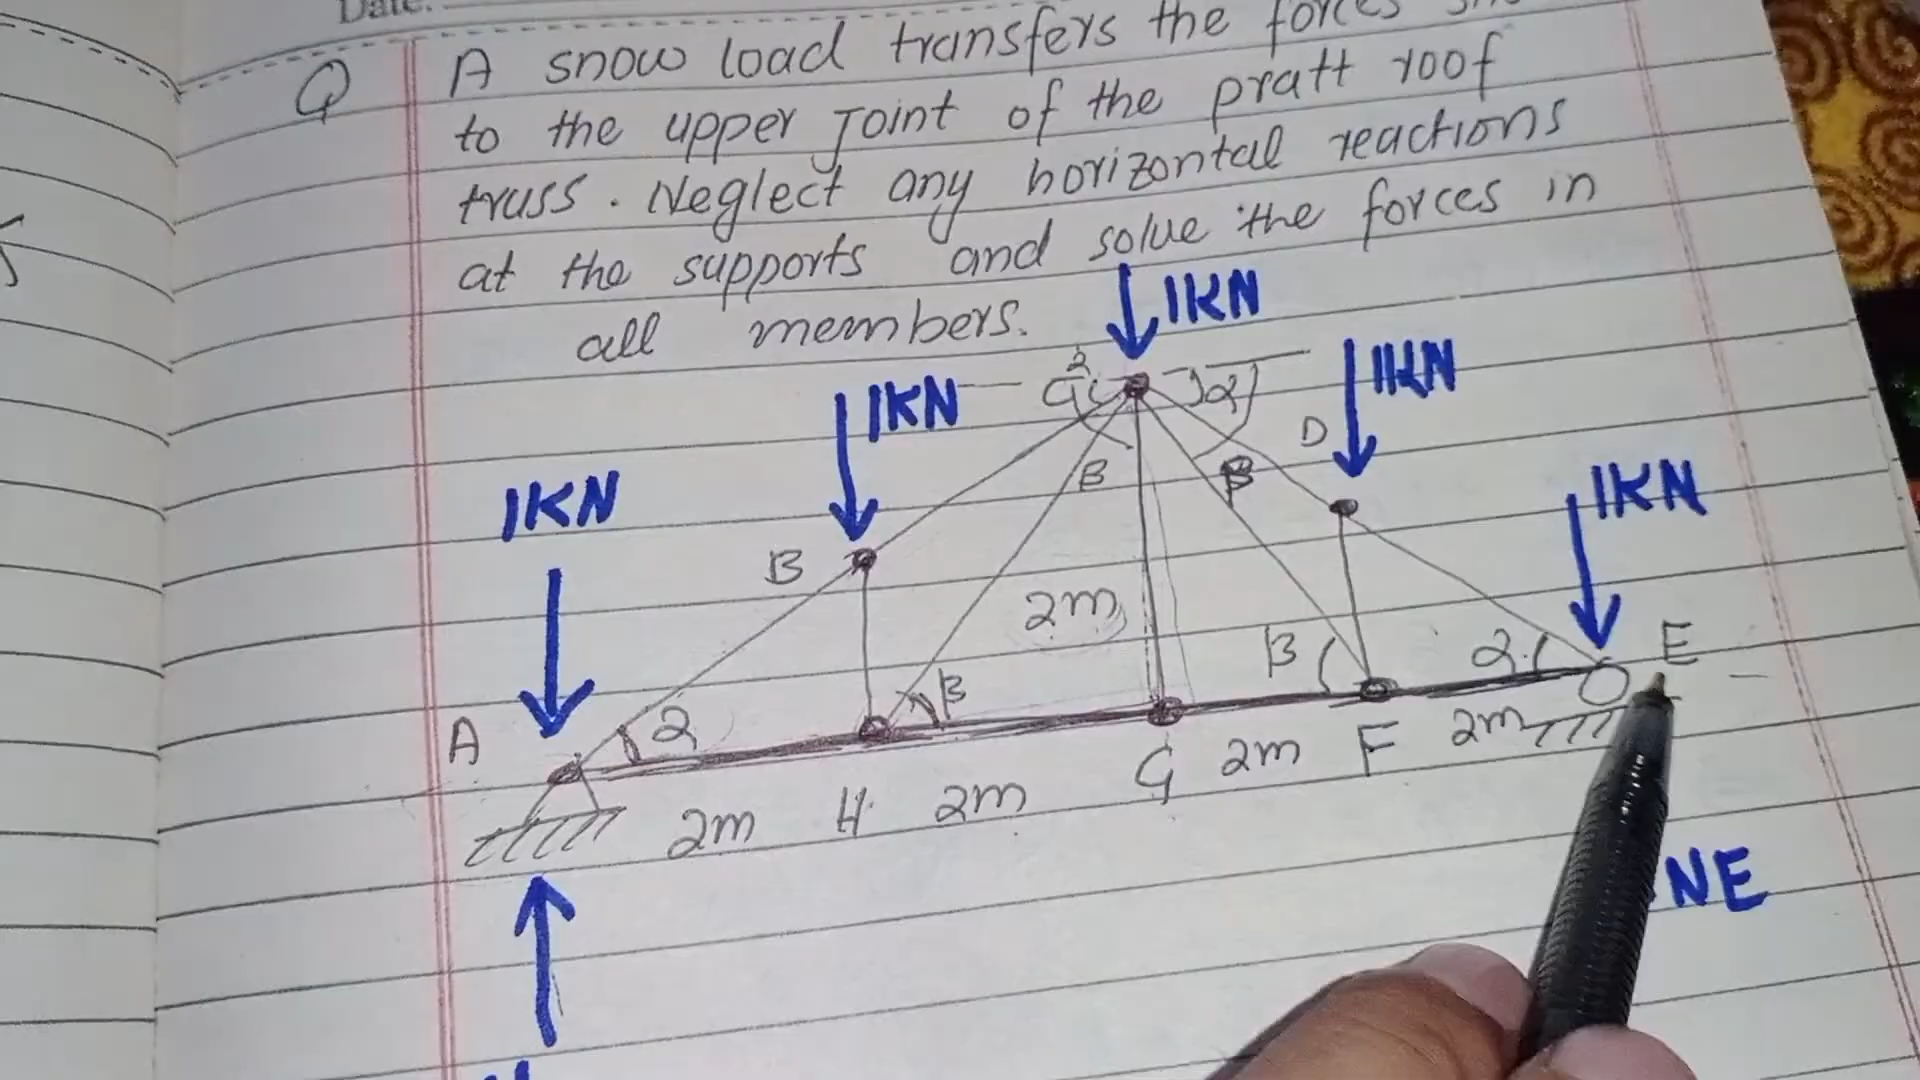 Date:
Q A snow load transfers the forces
to the upper Joint of the pratt roof
truss. Neglect any horizontal reactions
at the supports and solve the forces in
all members.
1KN
1KN
1KN
1KN
1KN
2
2
D
B
B
B
2m
B
2
E
B
A
2
2m
H
2m
G
2m
F
2m
NE